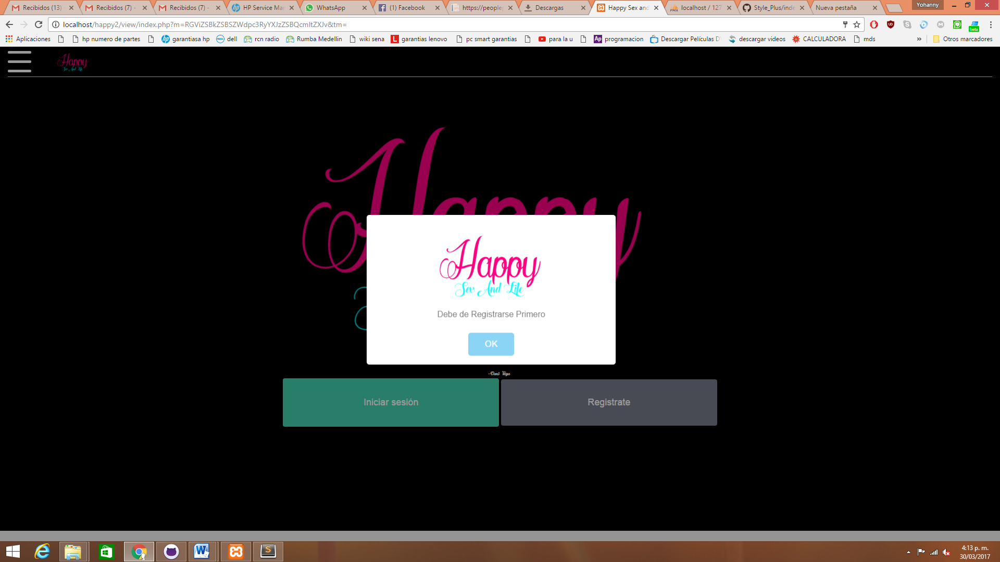 Yohanny
Recibidos (13)
Recibidos (7) -
Recibidos (7) -
HP Service Mar
WhatsApp
(1) Facebook
https://people
Descargas
Happy Sex and
localhost / 127
Style_Plus/inde
Nueva pestaña
localhost/happy2/view/index.php?m=RGViZSBkZSBSZWdpc3RyYXJzZSBQcmltZXJv&tm=
Aplicaciones
hp numero de partes
garantiasa hp
dell
rcn radio
Rumba Medellin
wiki sena
garantias lenovo
pc smart garantias
para la u
programacion
Descargar Películas D
descargar videos
CALCULADORA
mds
»
Otros marcadores
Happy
Sex And Life
Happy
Happy
Sex And Life
Debe de Registrarse Primero
OK
-Dani Vega
Iniciar sesión
Registrate
4:13 p. m.
30/03/2017